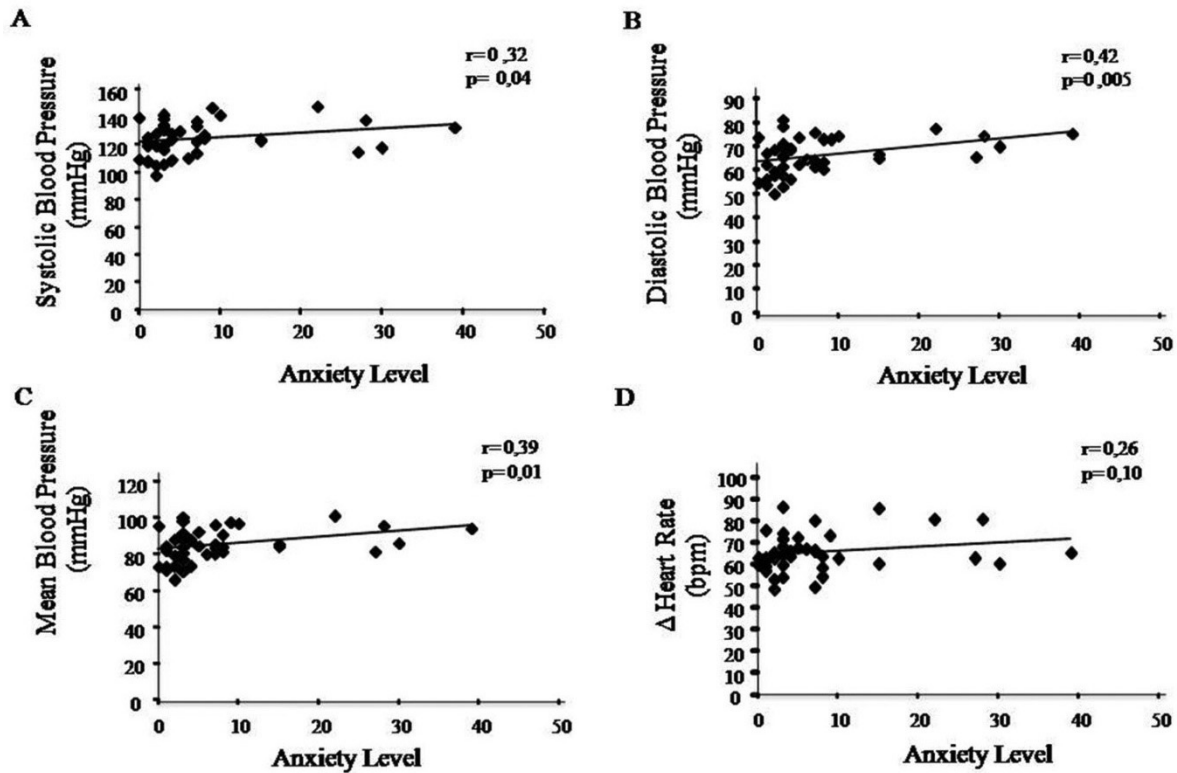 A
r=0 ,32
p= 0,04
Systolic Blood Pressure
(mmHg)
160
140
120
100
80
60
40
20
0
0 10 20 30 40 50
Anxiety Level
B
r=0,42
p=0,005
Diastolic Blood Pressure
(mmHg)
90
80
70
60
50
40
30
20
10
0
0 10 20 30 40 50
Anxiety Level
C
r=0,39
p=0,01
Mean Blood Pressure
(mmHg)
120
100
80
60
40
20
0
0 10 20 30 40 50
Anxiety Level
D
r=0,26
p=0,10
Δ Heart Rate
(bpm)
100
90
80
70
60
50
40
30
20
10
0
0 10 20 30 40 50
Anxiety Level